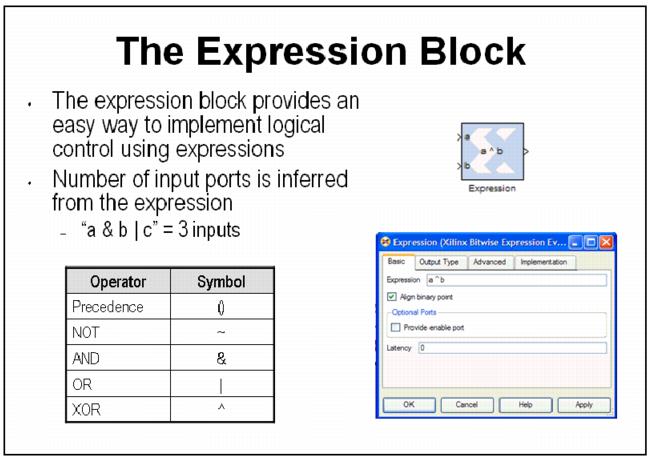 The Expression Block
• The expression block provides an
easy way to implement logical
control using expressions
• Number of input ports is inferred
from the expression
– “a & b | c” = 3 inputs
a
a ^ b
b
Expression
Operator Symbol
Precedence ()
NOT ~
AND &
OR |
XOR ^
Expression (Xilinx Bitwise Expression Ev...
Basic Output Type Advanced Implementation
Expression a ^ b
Align binary point
Optional Ports
Provide enable port
Latency 0
OK Cancel Help Apply